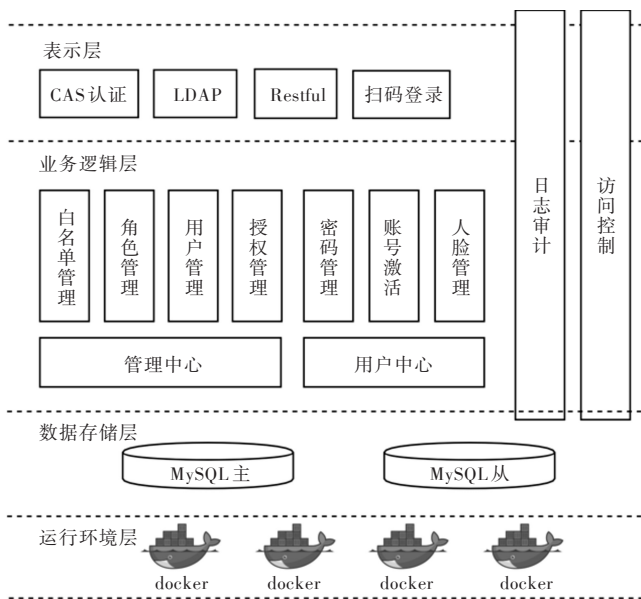 表示层
CAS认证
LDAP
Restful
扫码登录
业务逻辑层
白名单管理
角色管理
用户管理
授权管理
密码管理
账号激活
人脸管理
管理中心
用户中心
日志审计
访问控制
数据存储层
MySQL主
MySQL从
运行环境层
docker
docker
docker
docker